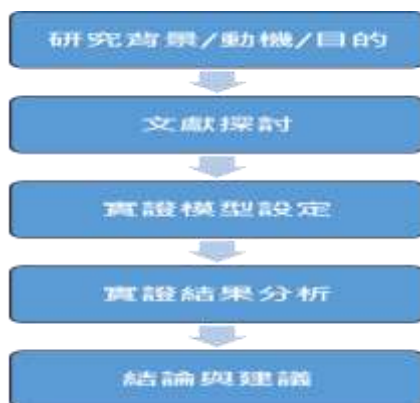 研究背景/動機/目的
文獻探討
實證模型設定
實證結果分析
結論與建議